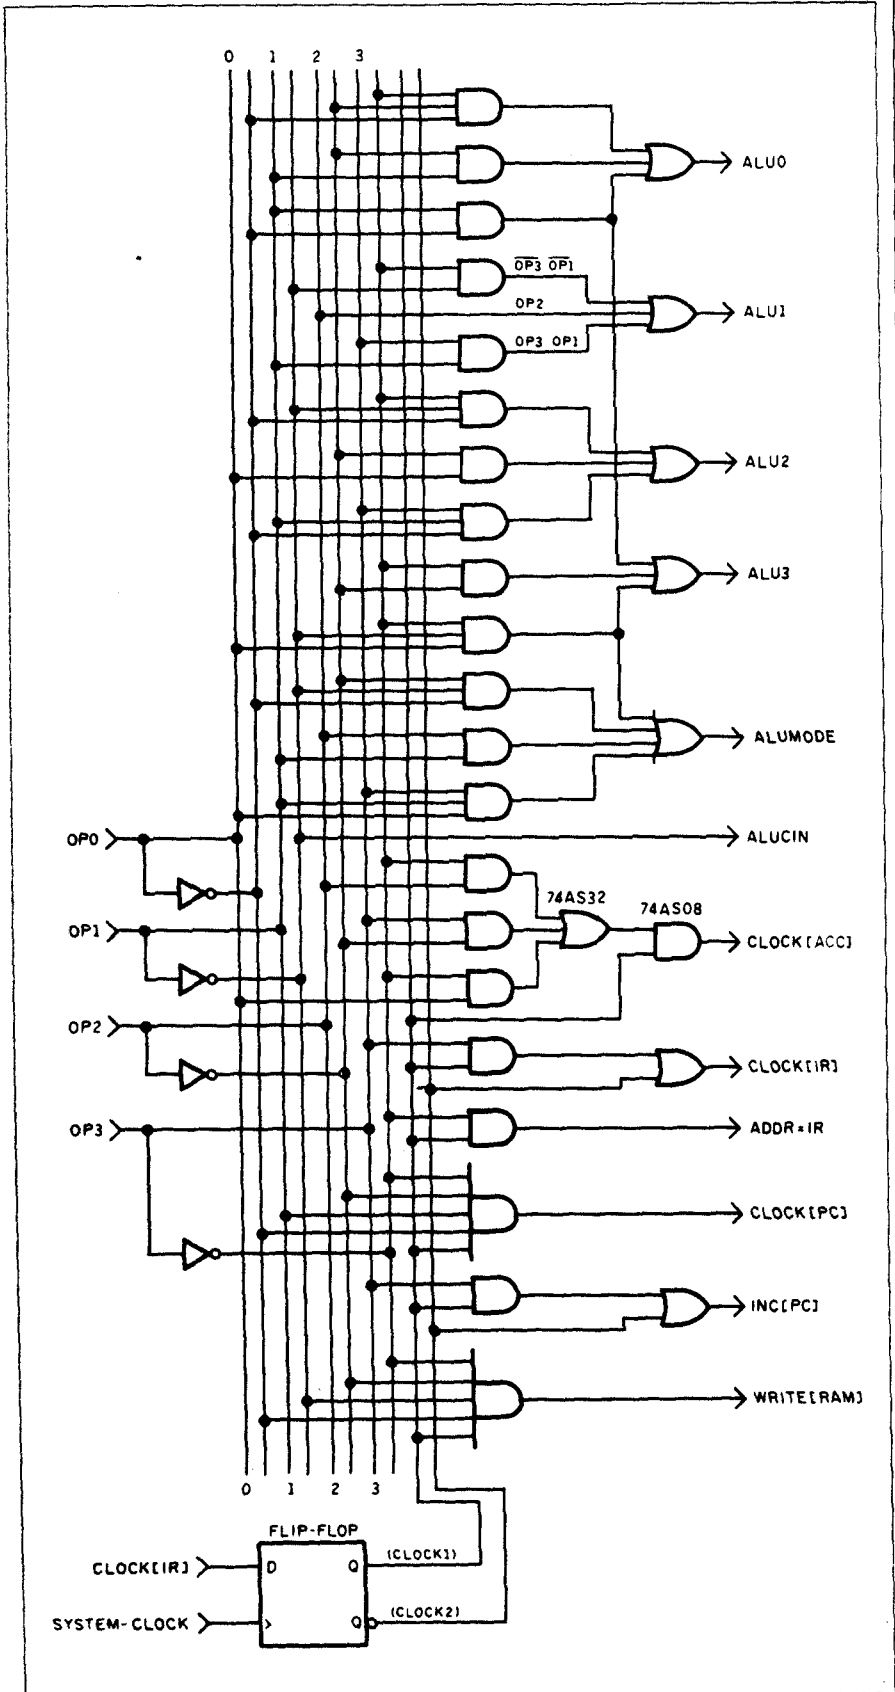 0 1 2 3
ALU0
OP3 OP1
OP2
ALU1
OP3 OP1
ALU2
ALU3
ALUMODE
OP0
ALUCIN
74AS32
74AS08
OP1
CLOCK[ACC]
OP2
CLOCK[IR]
OP3
ADDR=IR
CLOCK[PC]
INC[PC]
WRITE[RAM]
0 1 2 3
FLIP-FLOP
CLOCK[IR]
D
Q
(CLOCK1)
SYSTEM-CLOCK
>
Q
(CLOCK2)